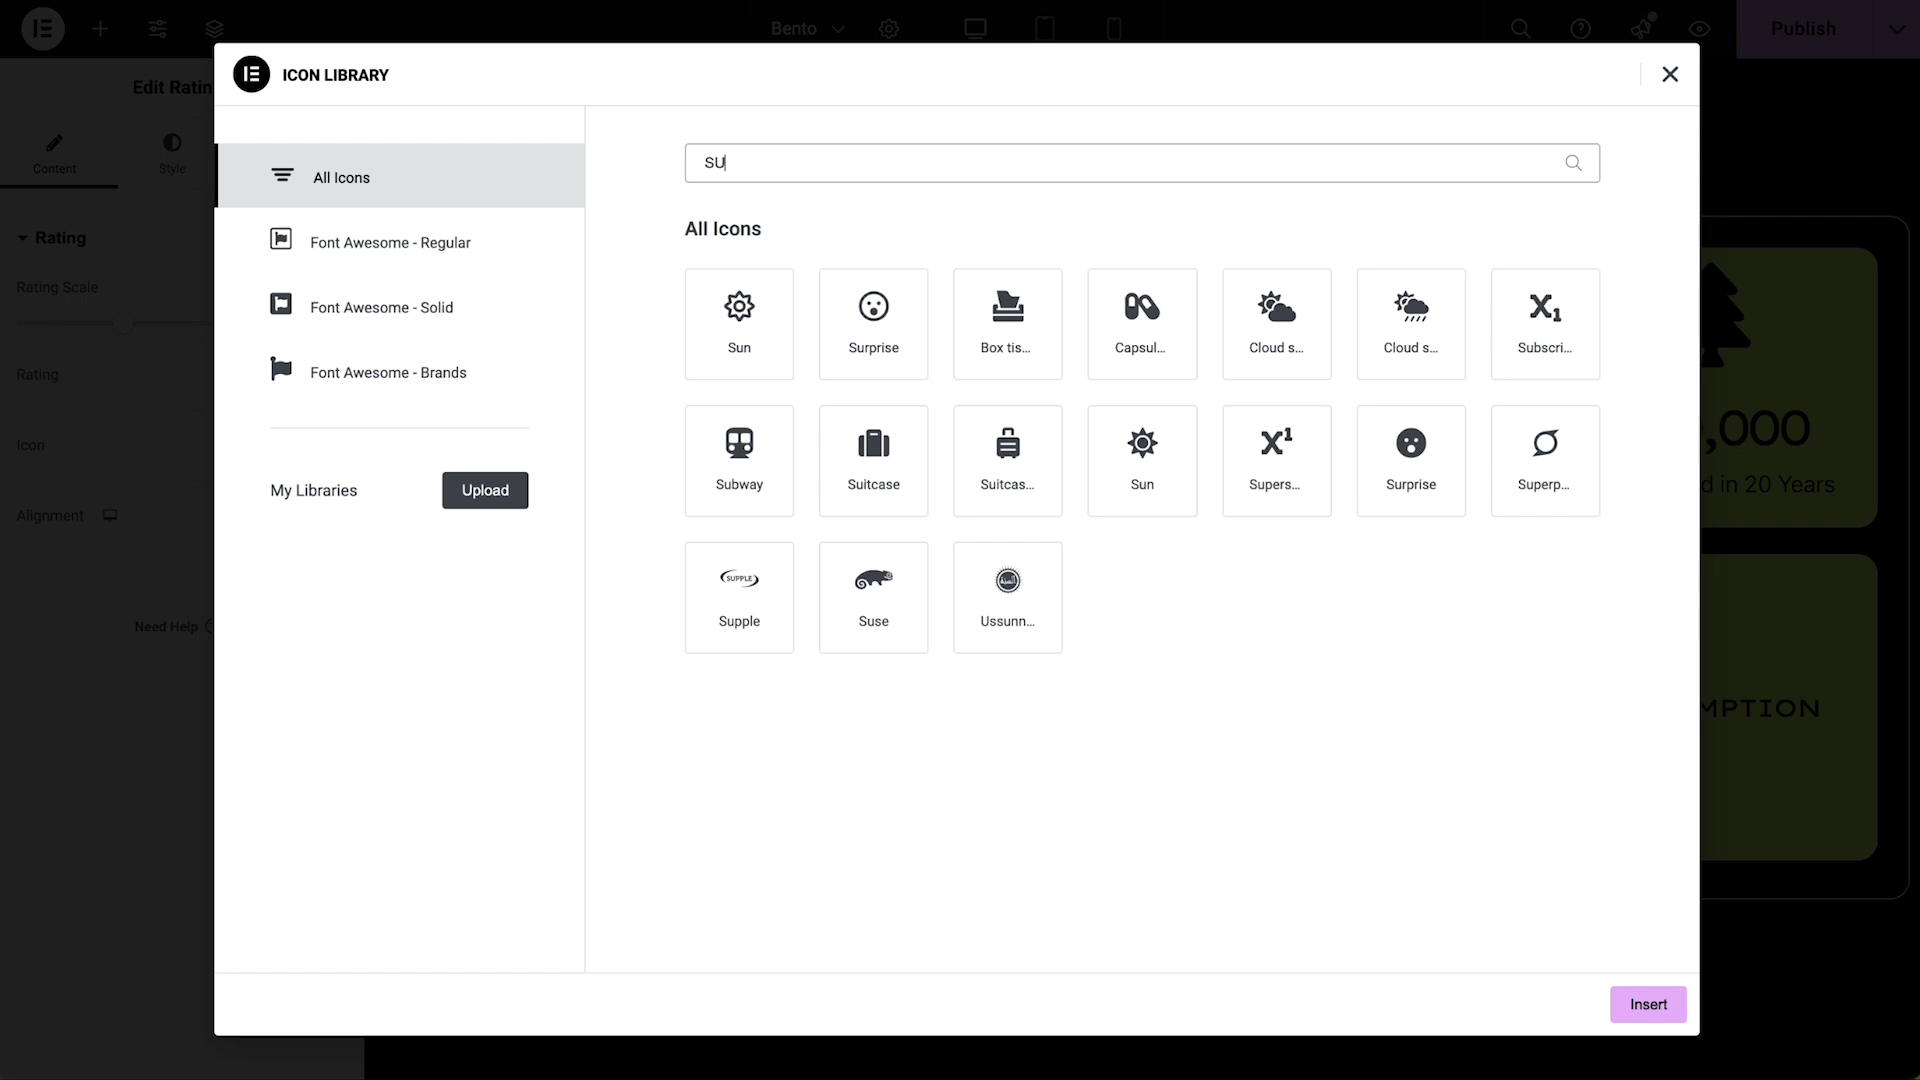 Bento
Publish
ICON LIBRARY
Edit Ratin
Content
Style
Rating
Rating Scale
Rating
Icon
Alignment
Need Help
All Icons
Font Awesome - Regular
Font Awesome - Solid
Font Awesome - Brands
My Libraries
Upload
SU
All Icons
Sun
Surprise
Box tis...
Capsul...
Cloud s...
Cloud s...
Subscri...
Subway
Suitcase
Suitcas...
Sun
Supers...
Surprise
Superp...
SUPPLE
Supple
Suse
Ussunn...
,000
d in 20 Years
MPTION
Insert